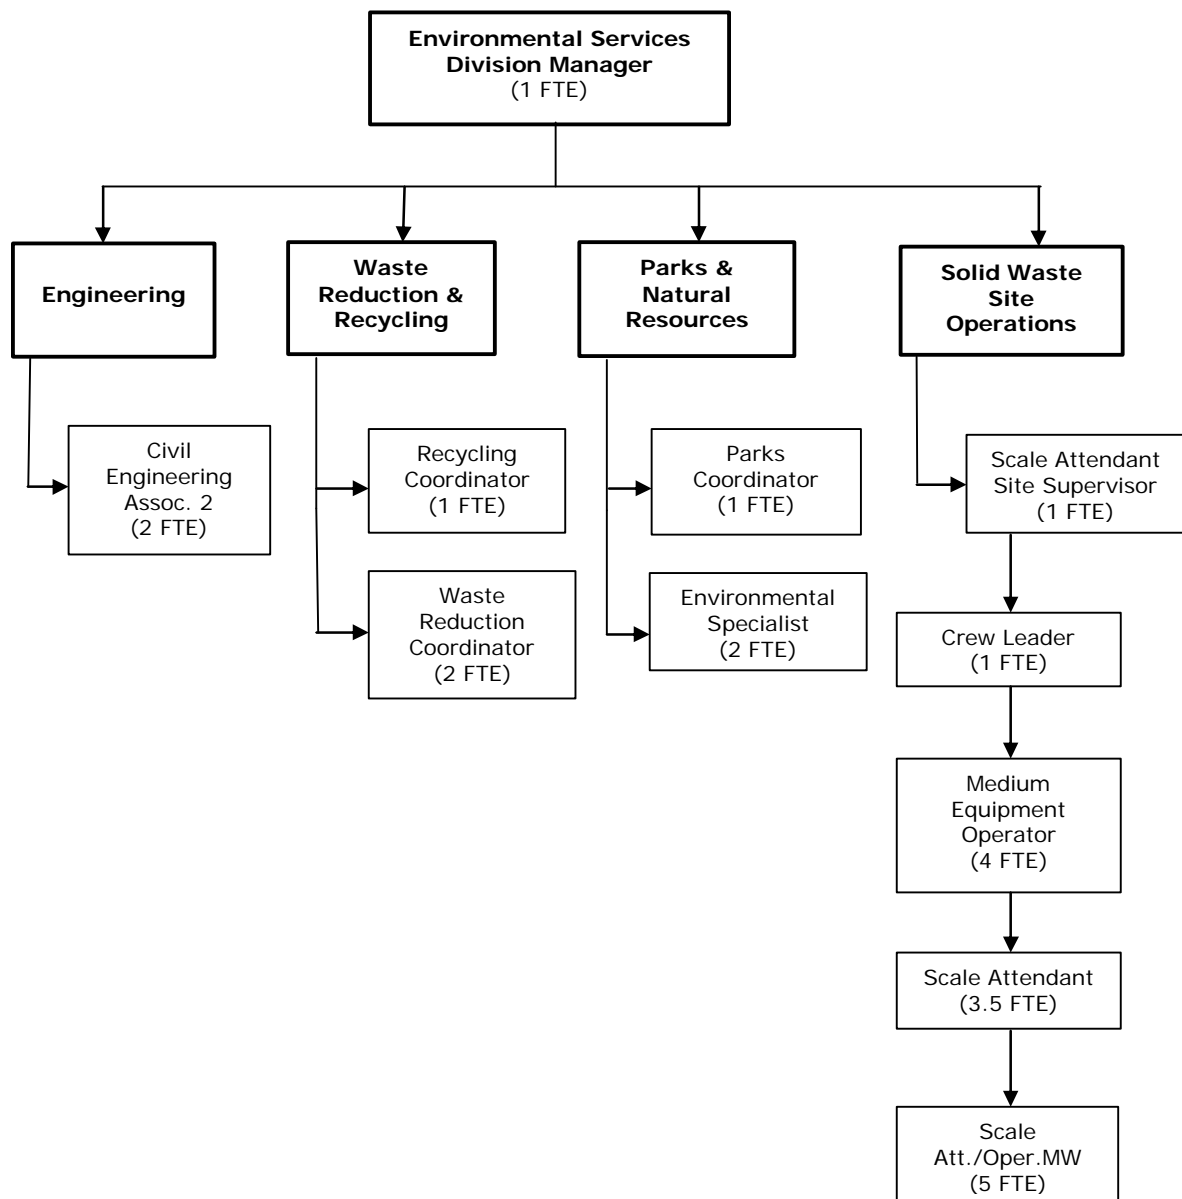 Environmental Services
Division Manager
(1 FTE)
Engineering
Waste
Reduction &
Recycling
Parks &
Natural
Resources
Solid Waste
Site
Operations
Civil
Engineering
Assoc. 2
(2 FTE)
Recycling
Coordinator
(1 FTE)
Parks
Coordinator
(1 FTE)
Scale Attendant
Site Supervisor
(1 FTE)
Waste
Reduction
Coordinator
(2 FTE)
Environmental
Specialist
(2 FTE)
Crew Leader
(1 FTE)
Medium
Equipment
Operator
(4 FTE)
Scale Attendant
(3.5 FTE)
Scale
Att./Oper.MW
(5 FTE)